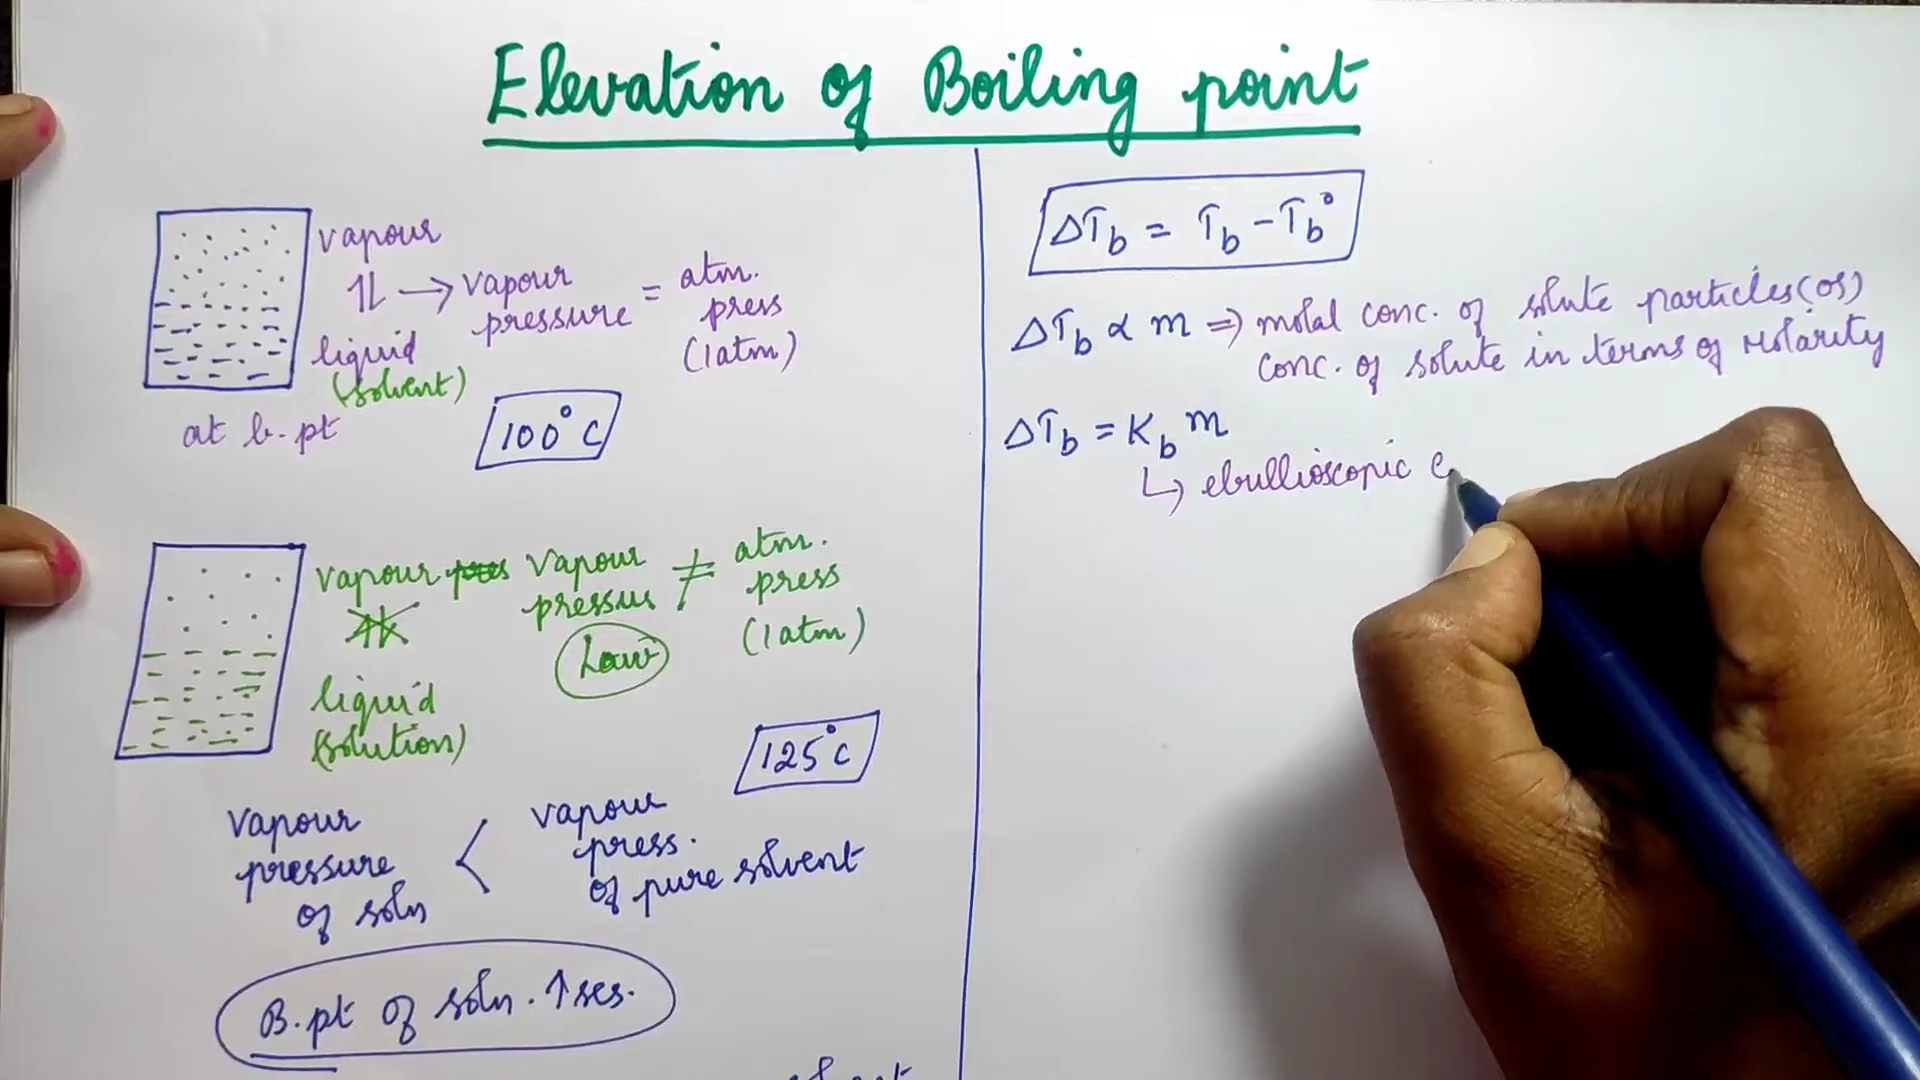 Elevation of Boiling point
vapour
⇌ → vapour pressure = atm. press (1atm)
liquid
(solvent)
at b.pt
100°C
vapour vapour pressure ≠ atm. press (1 atm)
Low
liquid
(solution)
125°C
vapour pressure of soln < vapour press. of pure solvent
B.pt of soln. ↑ses.
ΔTb = Tb - Tb°
ΔTb α m ⇒ molal conc. of solute particles (or)
conc. of solute in terms of Molarity
ΔTb = Kb m
↳ ebullioscopic c